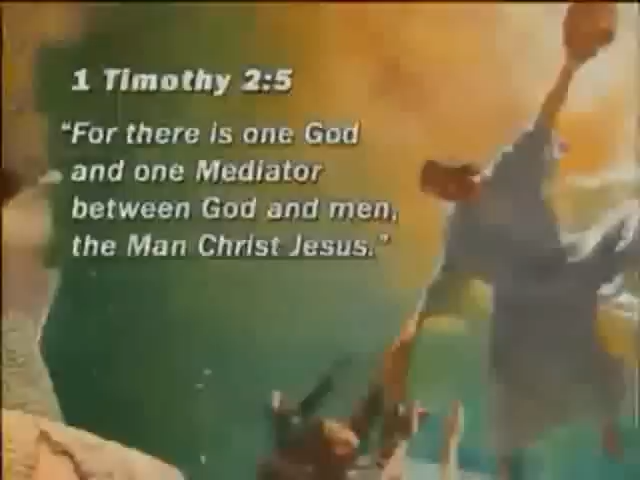 1 Timothy 2:5
“For there is one God
and one Mediator
between God and men,
the Man Christ Jesus.”